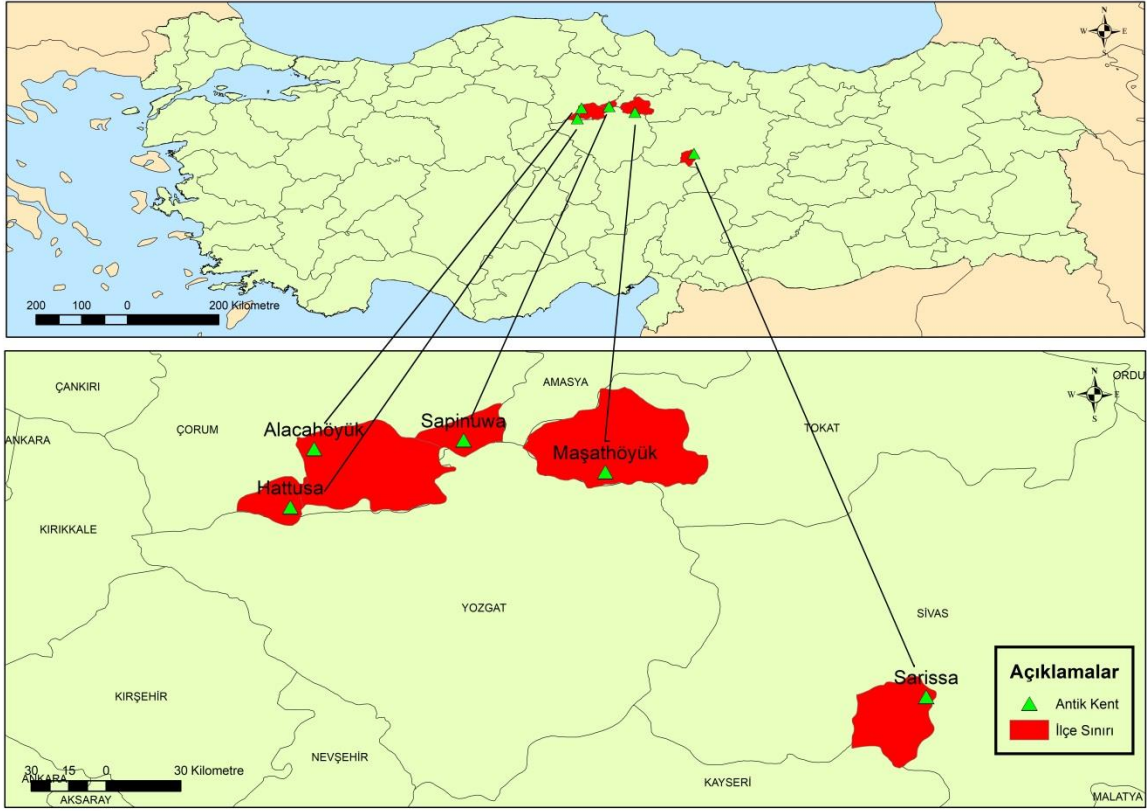 N
W E
S
200 100 0 200 Kilometre
ÇANKIRI
AMASYA
ORDU
N
W E
S
ANKARA
ÇORUM
Alacahöyük
Sapinuwa
TOKAT
Maşathöyük
Hattusa
KIRIKKALE
YOZGAT
SİVAS
Açıklamalar
Antik Kent
İlçe Sınırı
Sarissa
KIRŞEHİR
NEVŞEHİR
30 15 0 30 Kilometre
ANKARA
AKSARAY
KAYSERİ
MALATYA